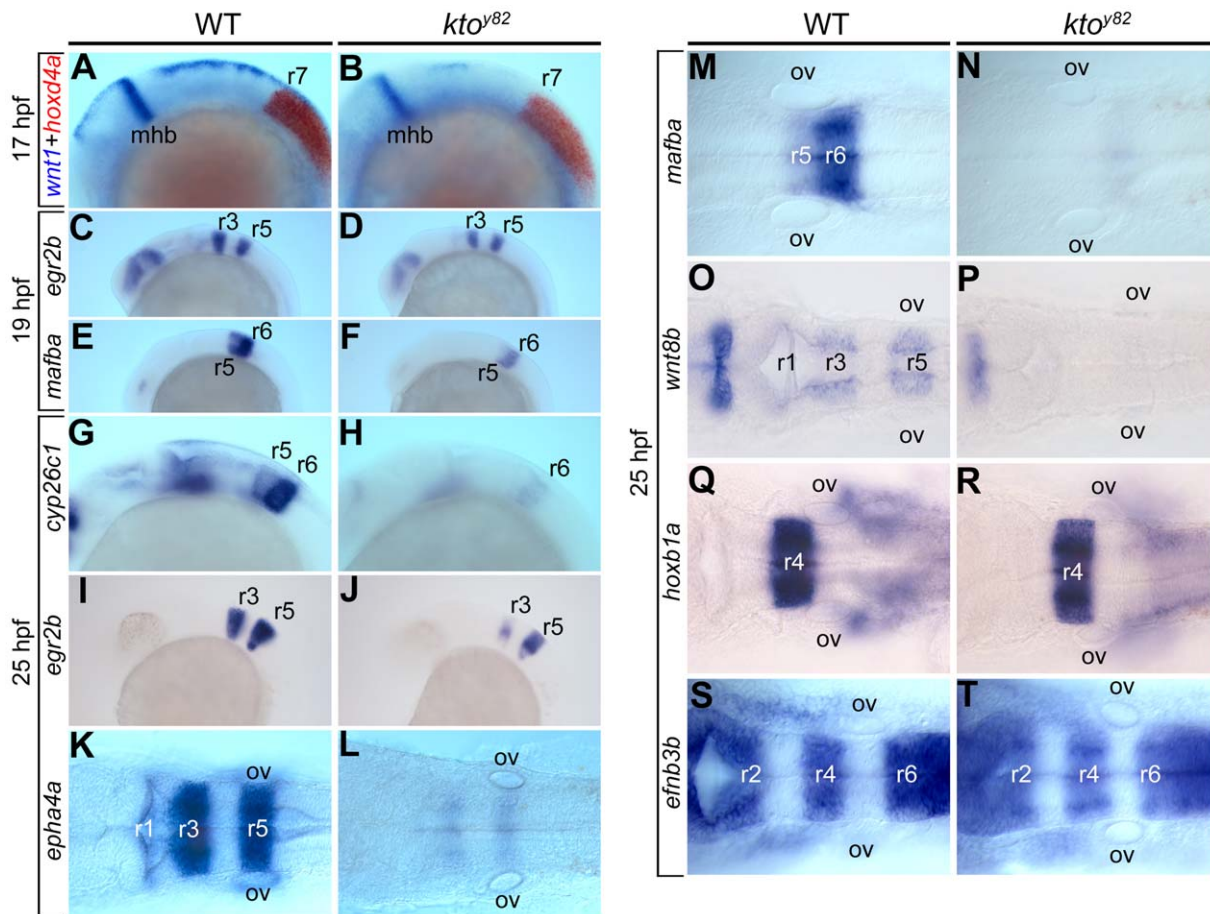 WT
kto^y82
17 hpf
wnt1+hoxd4a
A
mhb
r7
B
mhb
r7
19 hpf
egr2b
C
r3
r5
D
r3
r5
mafba
E
r6
r5
F
r6
r5
25 hpf
cyp26c1
G
r5
r6
H
r6
egr2b
I
r3
r5
J
r3
r5
epha4a
K
ov
r1
r3
r5
ov
L
ov
ov
WT
kto^y82
25 hpf
mafba
M
ov
r5
r6
ov
N
ov
ov
wnt8b
O
ov
r1
r3
r5
ov
P
ov
ov
hoxb1a
Q
ov
r4
ov
R
ov
r4
ov
efnb3b
S
ov
r2
r4
r6
ov
T
ov
r2
r4
r6
ov